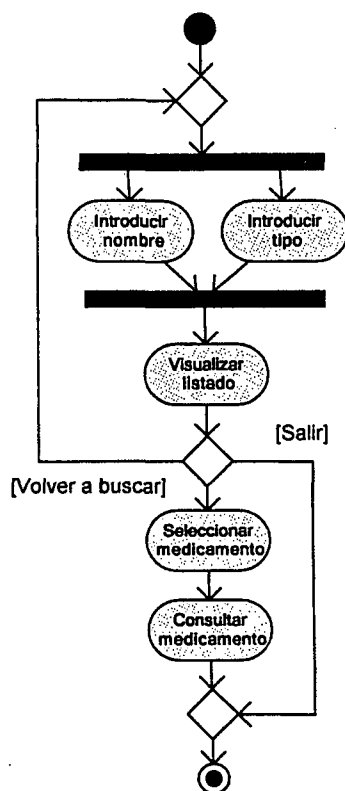 Introducir
nombre
Introducir
tipo
Visualizar
listado
[Salir]
[Volver a buscar]
Seleccionar
medicamento
Consultar
medicamento